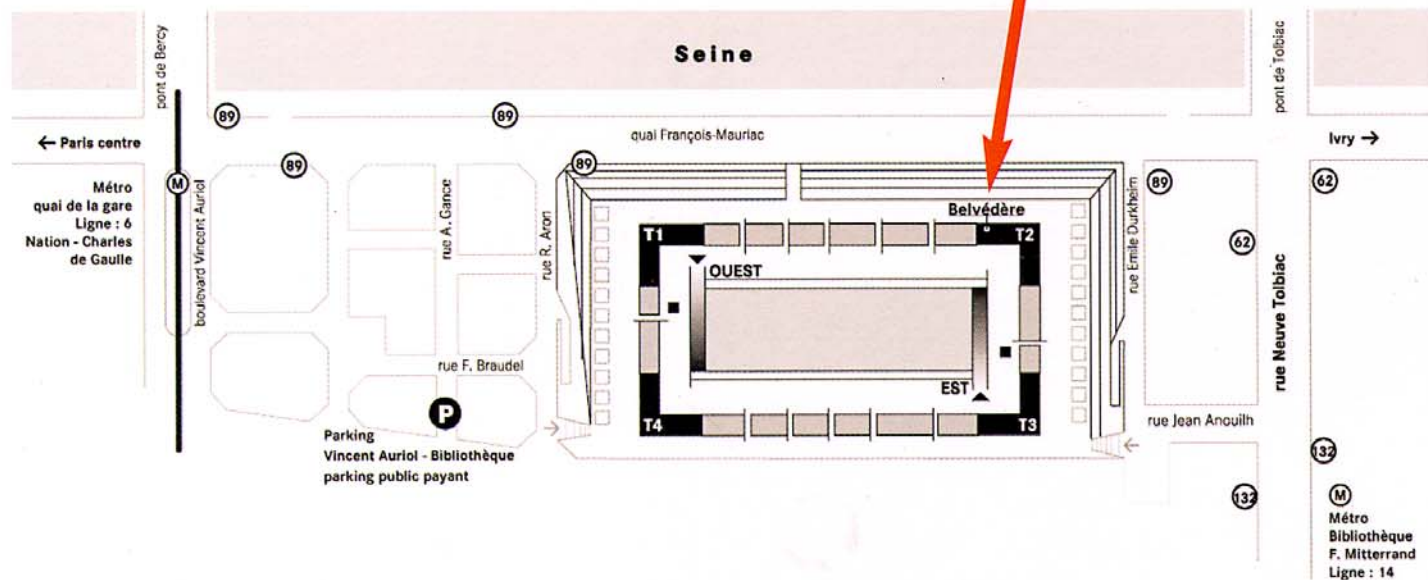 Seine
pont de Bercy
pont de Tolbiac
89
89
quai François-Mauriac
← Paris centre
Ivry →
89
89
89
62
M
Métro
quai de la gare
Ligne : 6
Nation - Charles
de Gaulle
boulevard Vincent Auriol
rue A. Gance
rue R. Aron
Belvédère
T1
T2
OUEST
rue Emile Durkheim
62
rue Neuve Tolbiac
rue F. Braudel
EST
T4
T3
P
Parking
Vincent Auriol - Bibliothèque
parking public payant
rue Jean Anouilh
132
132
M
Métro
Bibliothèque
F. Mitterrand
Ligne : 14